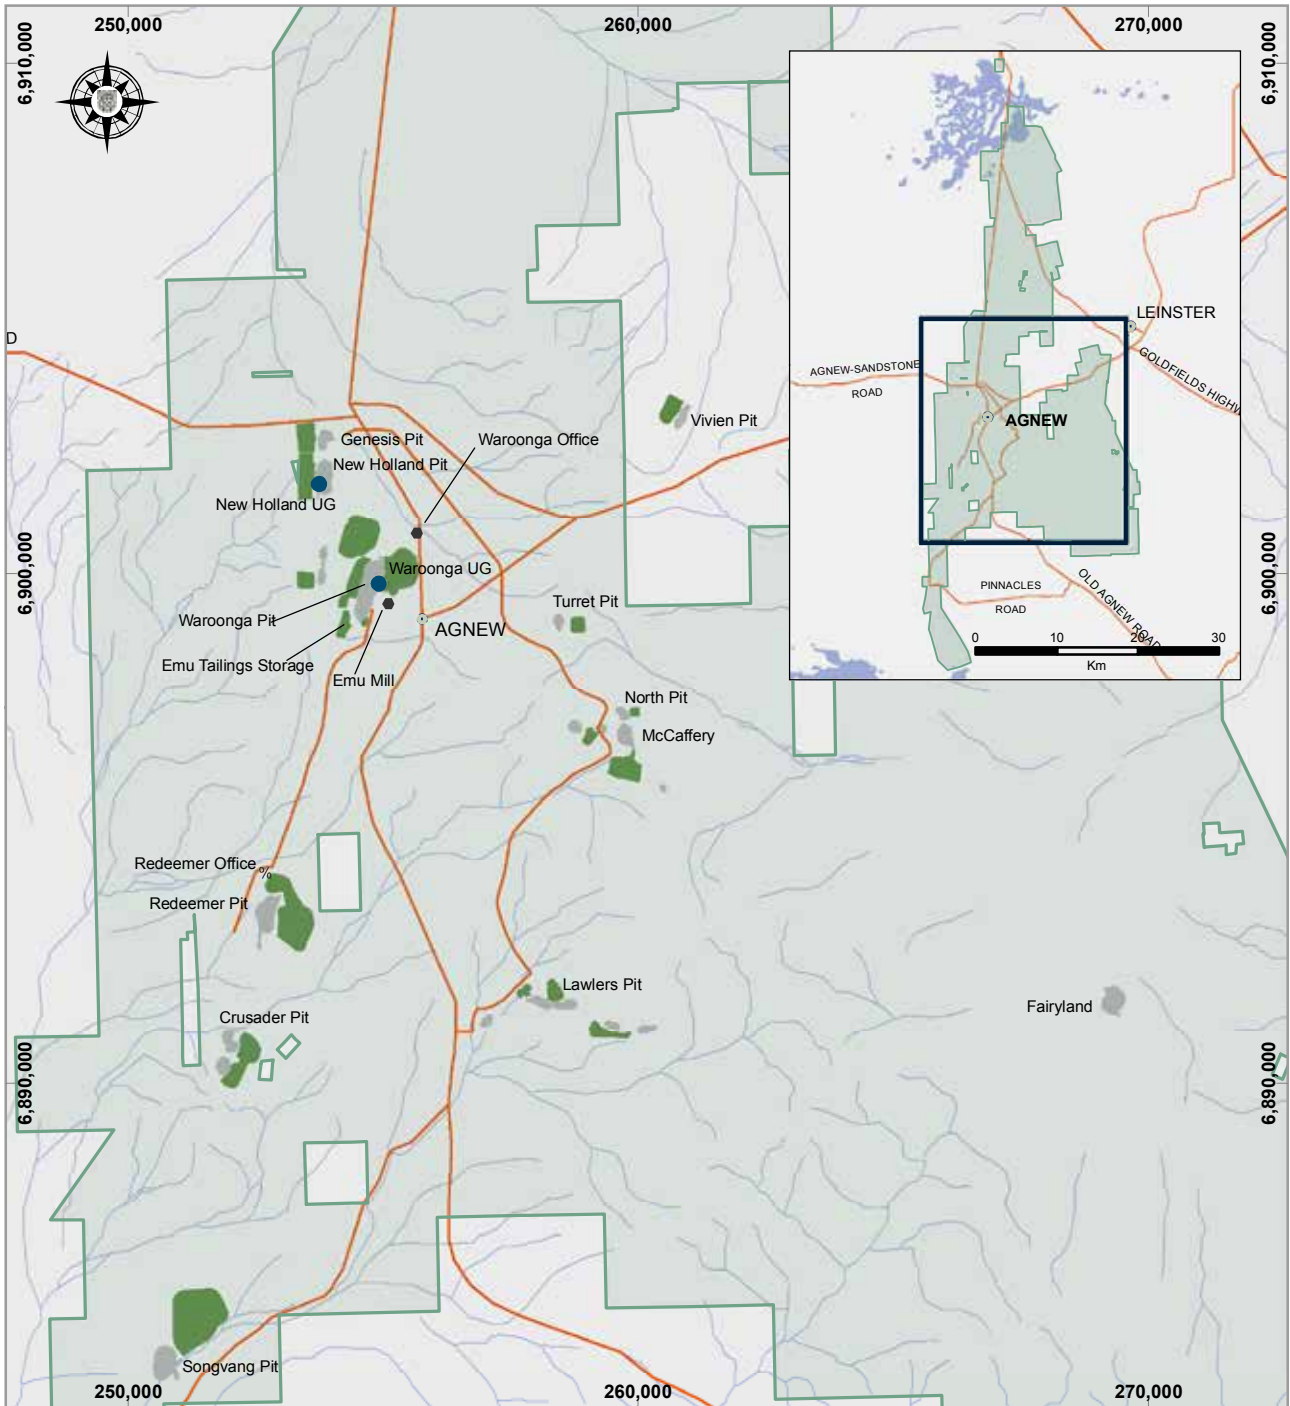 250,000
260,000
270,000
6,910,000
6,910,000
LEINSTER
GOLDFIELDS HIGHW
AGNEW-SANDSTONE
ROAD
AGNEW
PINNACLES
ROAD
OLD AGNEW ROAD
0 10 20 30
Km
D
Vivien Pit
Genesis Pit
Waroonga Office
New Holland Pit
New Holland UG
6,900,000
6,900,000
Waroonga UG
Waroonga Pit
Turret Pit
AGNEW
Emu Tailings Storage
Emu Mill
North Pit
McCaffery
Redeemer Office
%
Redeemer Pit
Lawlers Pit
Fairyland
Crusader Pit
6,890,000
6,890,000
Songvang Pit
250,000
260,000
270,000